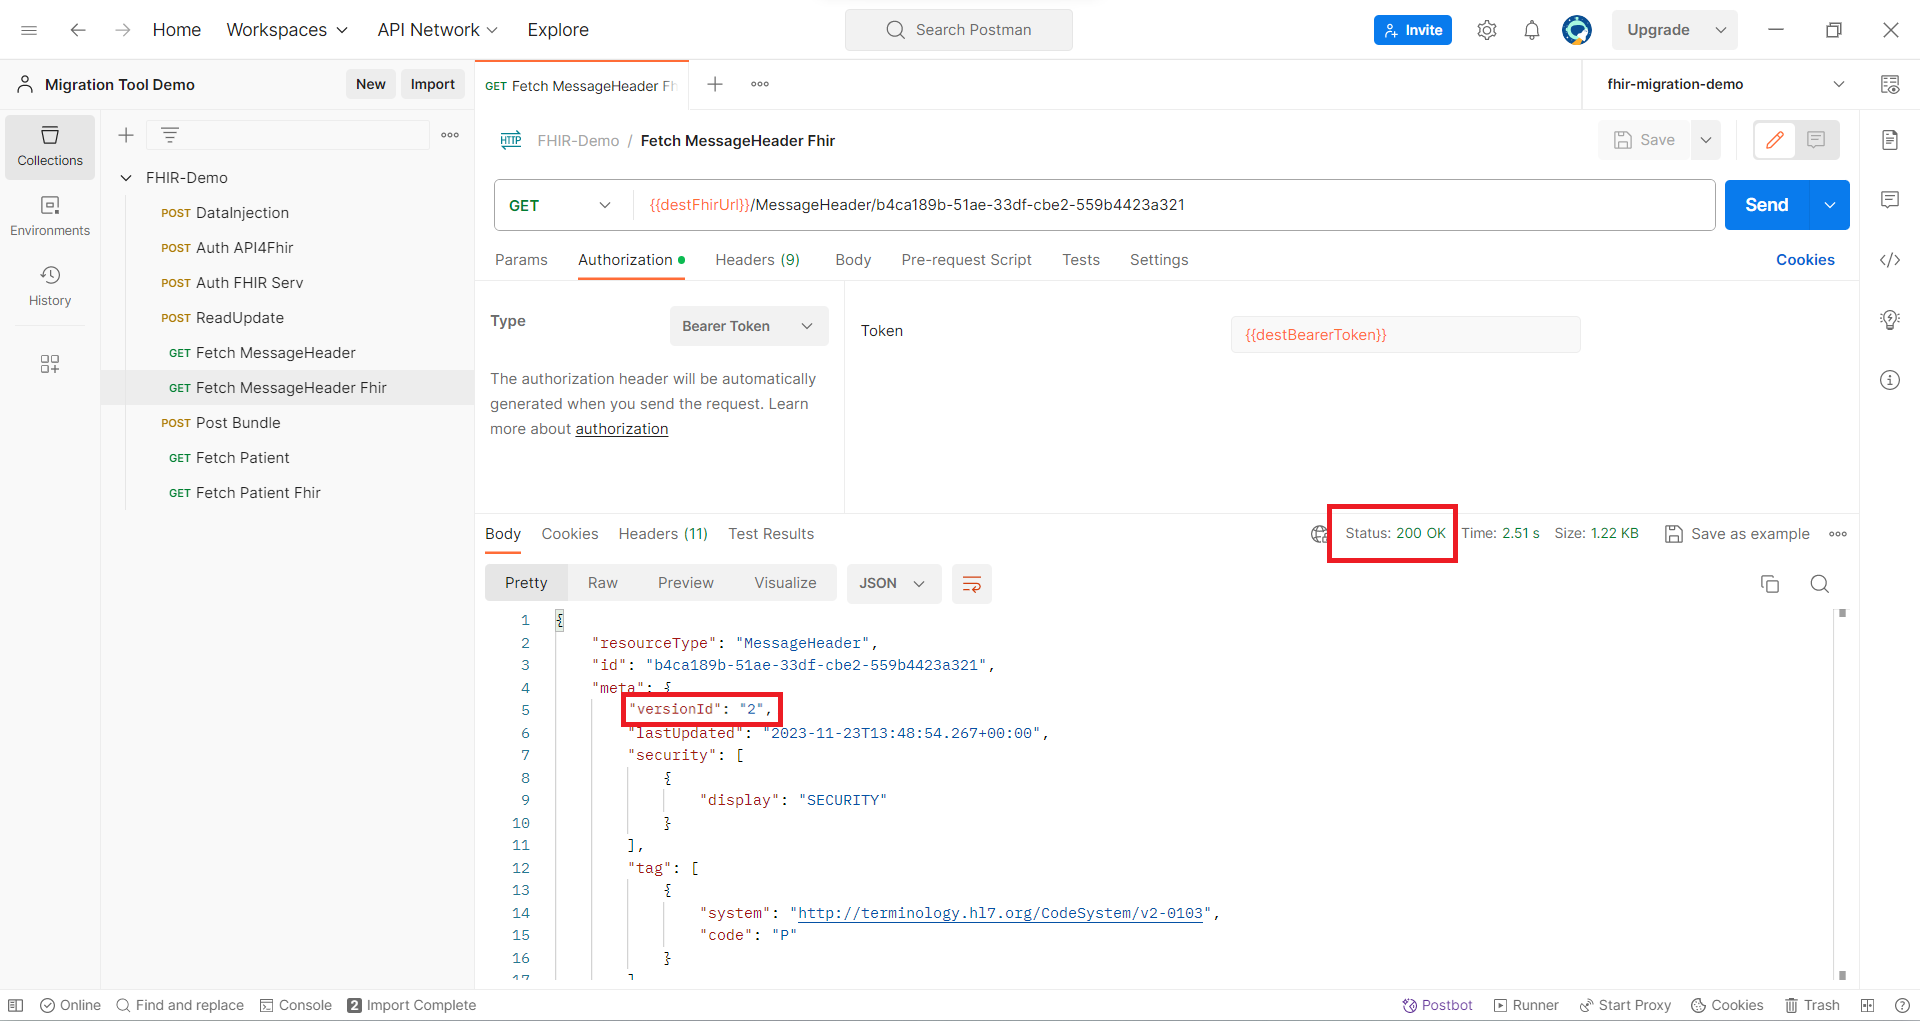 Home Workspaces API Network Explore Search Postman Invite Upgrade
Migration Tool Demo New Import GET Fetch MessageHeader Fh fhir-migration-demo
Collections
Environments
History
FHIR-Demo
POST DataInjection
POST Auth API4Fhir
POST Auth FHIR Serv
POST ReadUpdate
GET Fetch MessageHeader
GET Fetch MessageHeader Fhir
POST Post Bundle
GET Fetch Patient
GET Fetch Patient Fhir
HTTP FHIR-Demo / Fetch MessageHeader Fhir Save
GET {{destFhirUrl}}/MessageHeader/b4ca189b-51ae-33df-cbe2-559b4423a321 Send
Params Authorization Headers (9) Body Pre-request Script Tests Settings Cookies
Type Bearer Token
The authorization header will be automatically
generated when you send the request. Learn
more about authorization
Token {{destBearerToken}}
Body Cookies Headers (11) Test Results Status: 200 OK Time: 2.51 s Size: 1.22 KB Save as example
Pretty Raw Preview Visualize JSON
1 {
2 "resourceType": "MessageHeader",
3 "id": "b4ca189b-51ae-33df-cbe2-559b4423a321",
4 "meta": {
5 "versionId": "2",
6 "lastUpdated": "2023-11-23T13:48:54.267+00:00",
7 "security": [
8 {
9 "display": "SECURITY"
10 }
11 ],
12 "tag": [
13 {
14 "system": "http://terminology.hl7.org/CodeSystem/v2-0103",
15 "code": "P"
16 }
17 ]
Online Find and replace Console 2 Import Complete Postbot Runner Start Proxy Cookies Trash